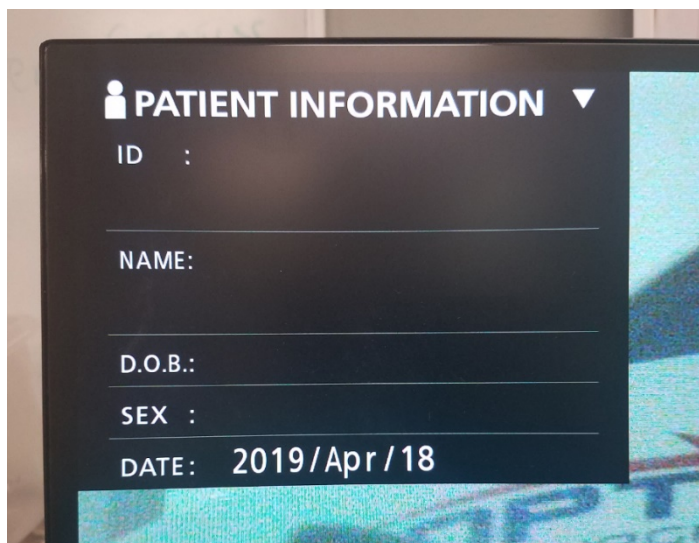 PATIENT INFORMATION ▼
ID :
NAME:
D.O.B.:
SEX :
DATE: 2019/Apr/18